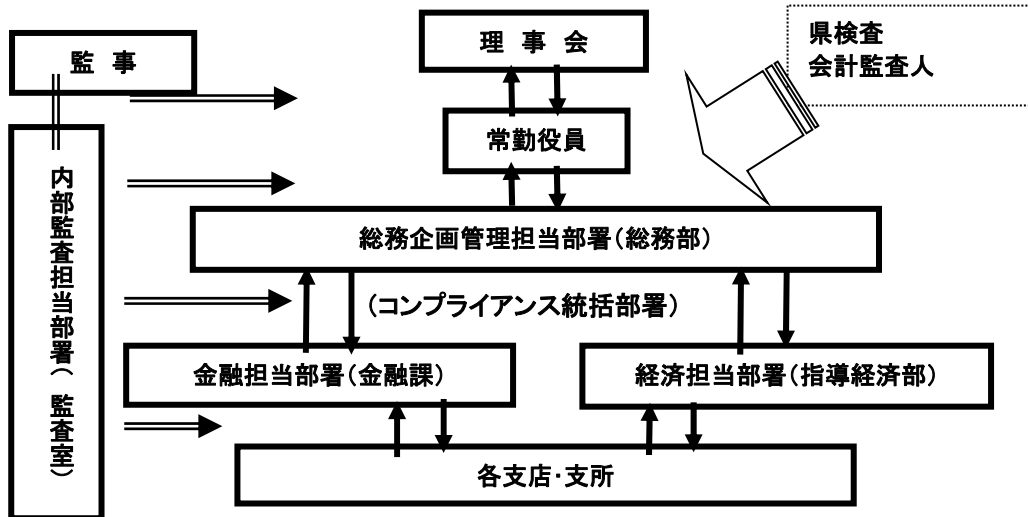 県検査
会計監査人
理 事 会
監 事
常勤役員
内部監査担当部署(監査室)
総務企画管理担当部署(総務部)
(コンプライアンス統括部署)
金融担当部署(金融課)
経済担当部署(指導経済部)
各支店・支所